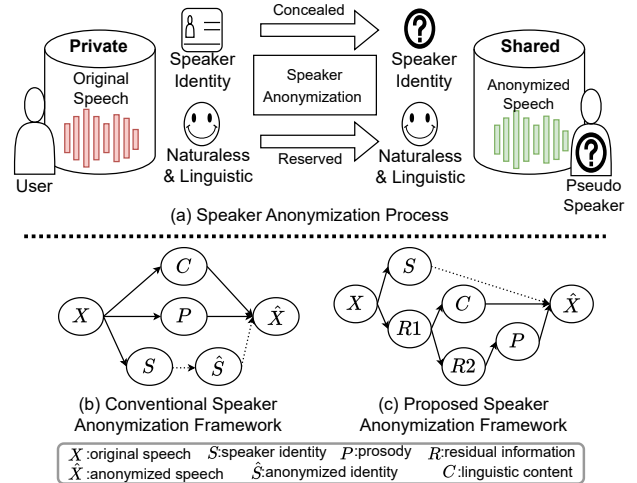 Private
Original
Speech
User
Speaker
Identity
Naturaless
& Linguistic
Concealed
Speaker
Anonymization
Reserved
?
Speaker
Identity
Naturaless
& Linguistic
Shared
Anonymized
Speech
?
Pseudo
Speaker
(a) Speaker Anonymization Process
X
C
P
S
Ŝ
X̂
(b) Conventional Speaker
Anonymization Framework
X
S
R1
C
R2
P
X̂
(c) Proposed Speaker
Anonymization Framework
X:original speech S:speaker identity P:prosody R:residual information
X̂:anonymized speech Ŝ:anonymized identity C:linguistic content